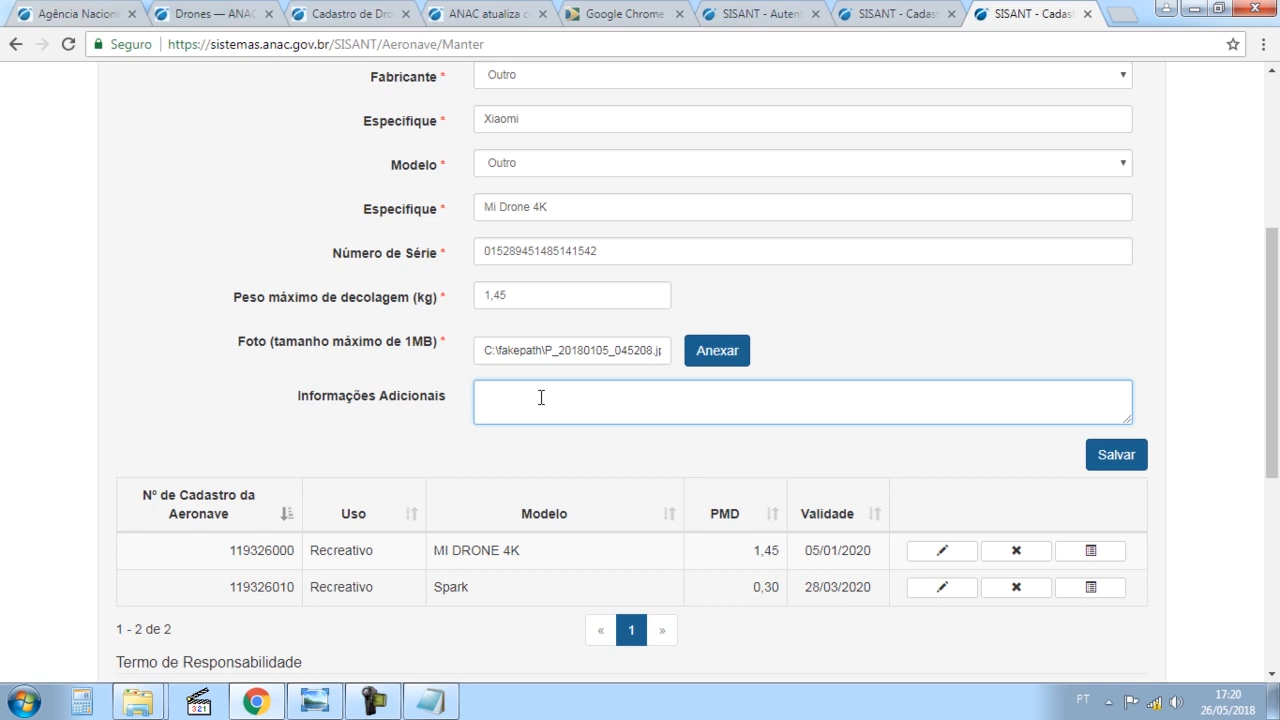 Agência Nacion
Drones — ANAC
Cadastro de Dro
ANAC atualiza c
Google Chrome
SISANT - Auten
SISANT - Cadas
SISANT - Cadas
Seguro | https://sistemas.anac.gov.br/SISANT/Aeronave/Manter
Fabricante * Outro
Especifique * Xiaomi
Modelo * Outro
Especifique * Mi Drone 4K
Número de Série * 015289451485141542
Peso máximo de decolagem (kg) * 1,45
Foto (tamanho máximo de 1MB) * C:\fakepath\P_20180105_045208.jp Anexar
Informações Adicionais
Salvar
Nº de Cadastro da
Aeronave Uso Modelo PMD Validade
119326000 Recreativo MI DRONE 4K 1,45 05/01/2020
119326010 Recreativo Spark 0,30 28/03/2020
1 - 2 de 2 « 1 »
Termo de Responsabilidade
321
PT 17:20
26/05/2018